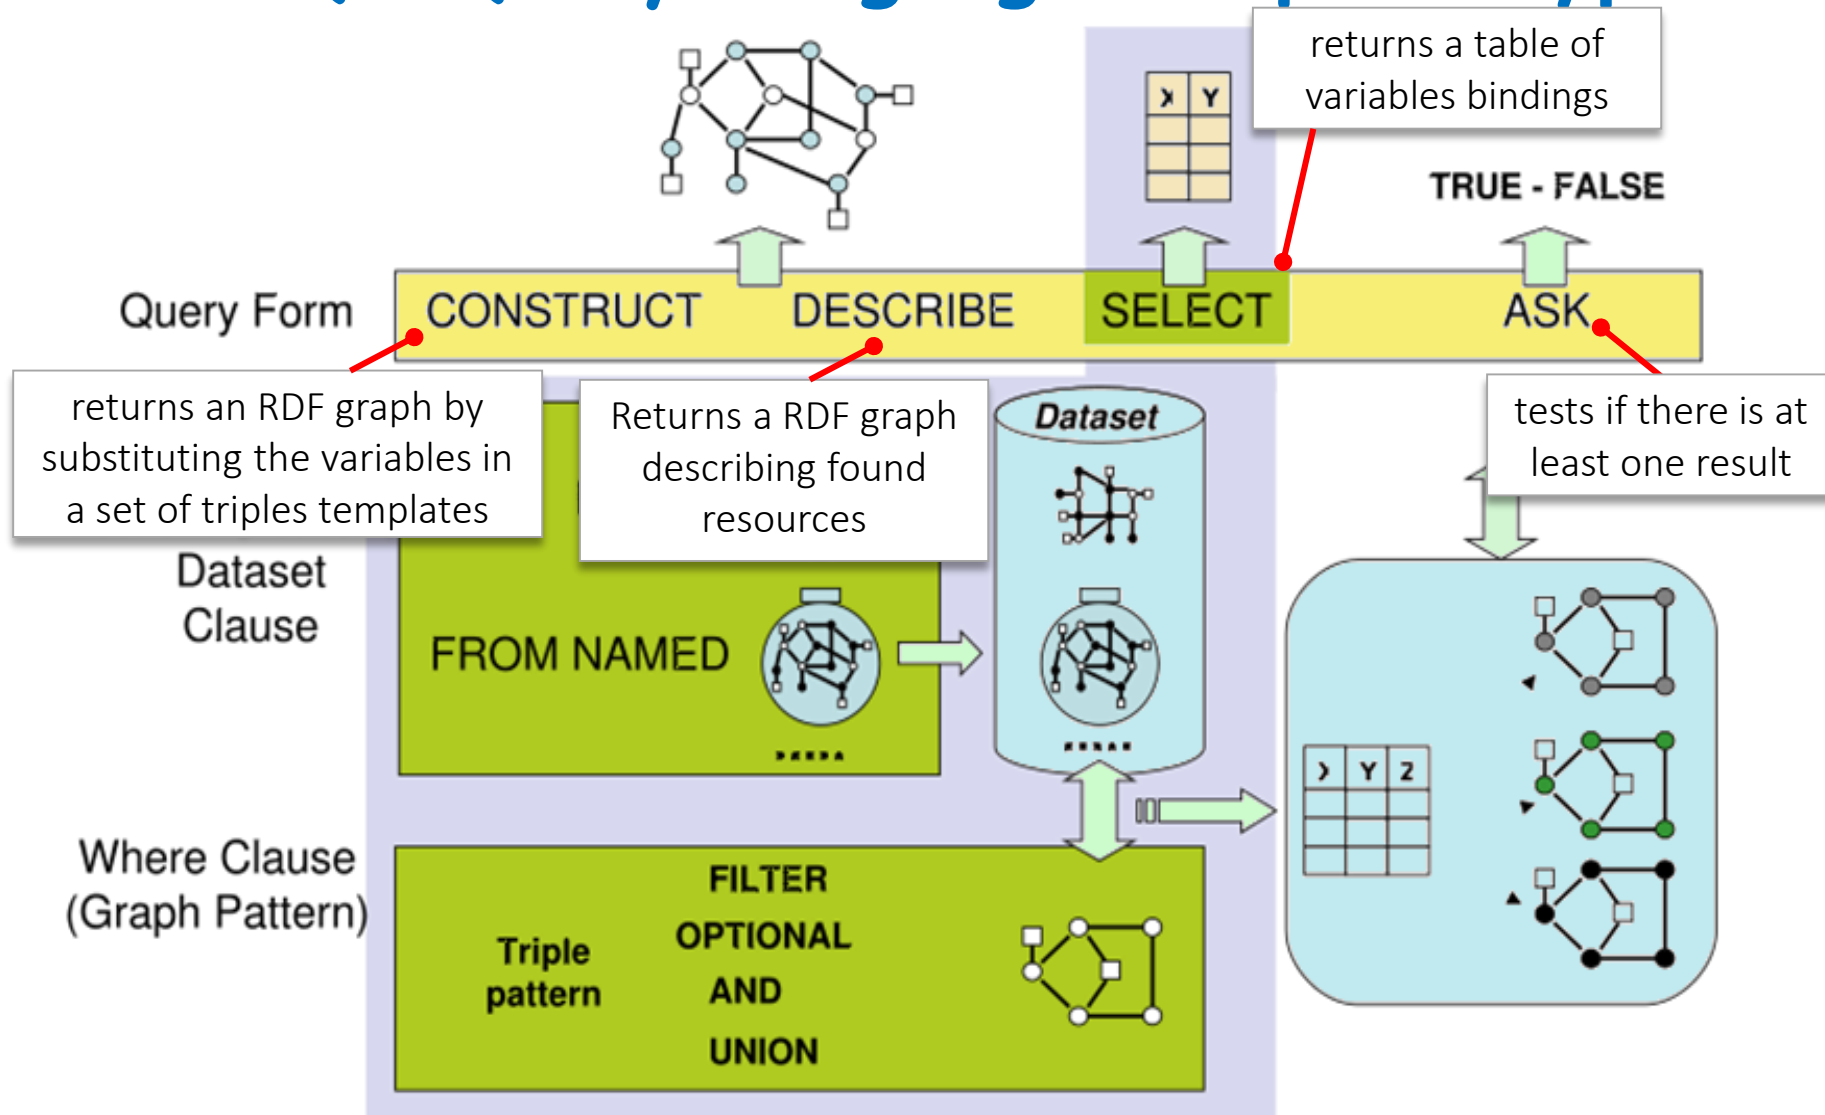 returns a table of
variables bindings
X Y
TRUE - FALSE
Query Form
CONSTRUCT
DESCRIBE
SELECT
ASK
returns an RDF graph by
substituting the variables in
a set of triples templates
Returns a RDF graph
describing found
resources
Dataset
tests if there is at
least one result
Dataset
Clause
FROM NAMED
X Y Z
Where Clause
(Graph Pattern)
FILTER
OPTIONAL
AND
UNION
Triple
pattern